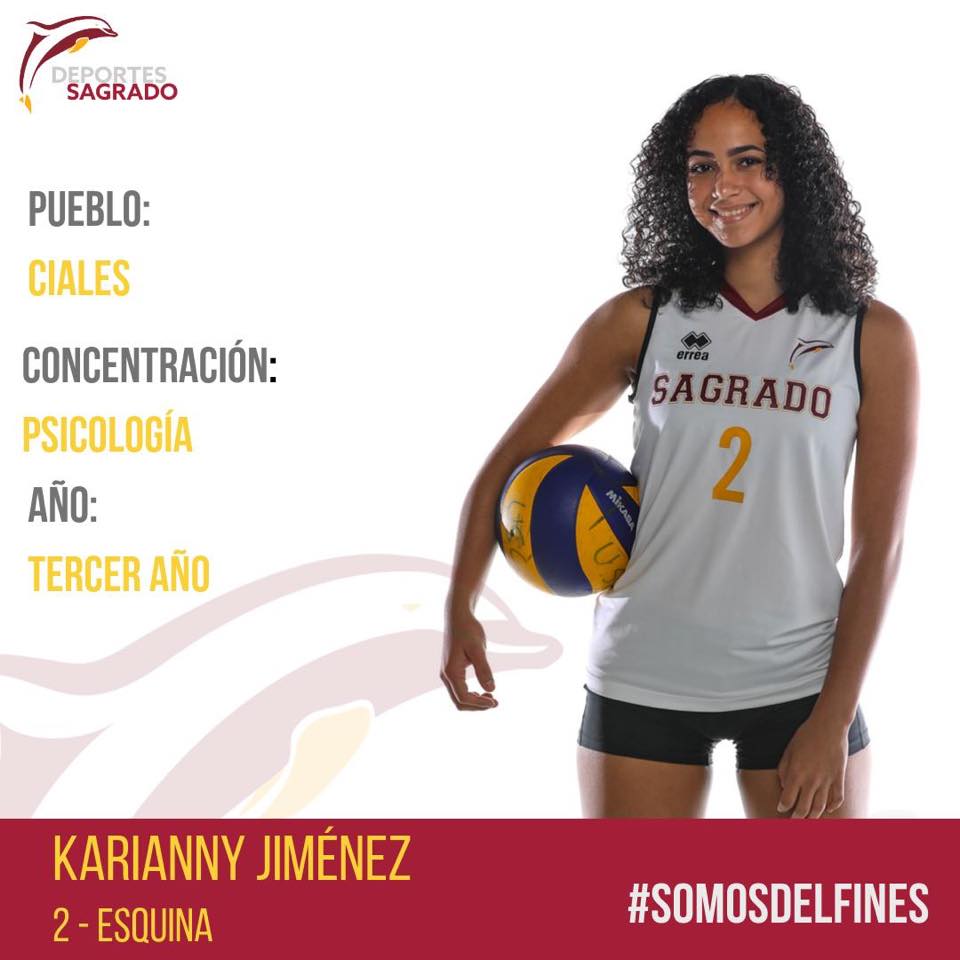 DEPORTES
SAGRADO
PUEBLO:
CIALES
CONCENTRACIÓN:
PSICOLOGÍA
AÑO:
TERCER AÑO
errea
SAGRADO
2
MIKASA
KARIANNY JIMÉNEZ
2 - ESQUINA
#SOMOSDELFINES